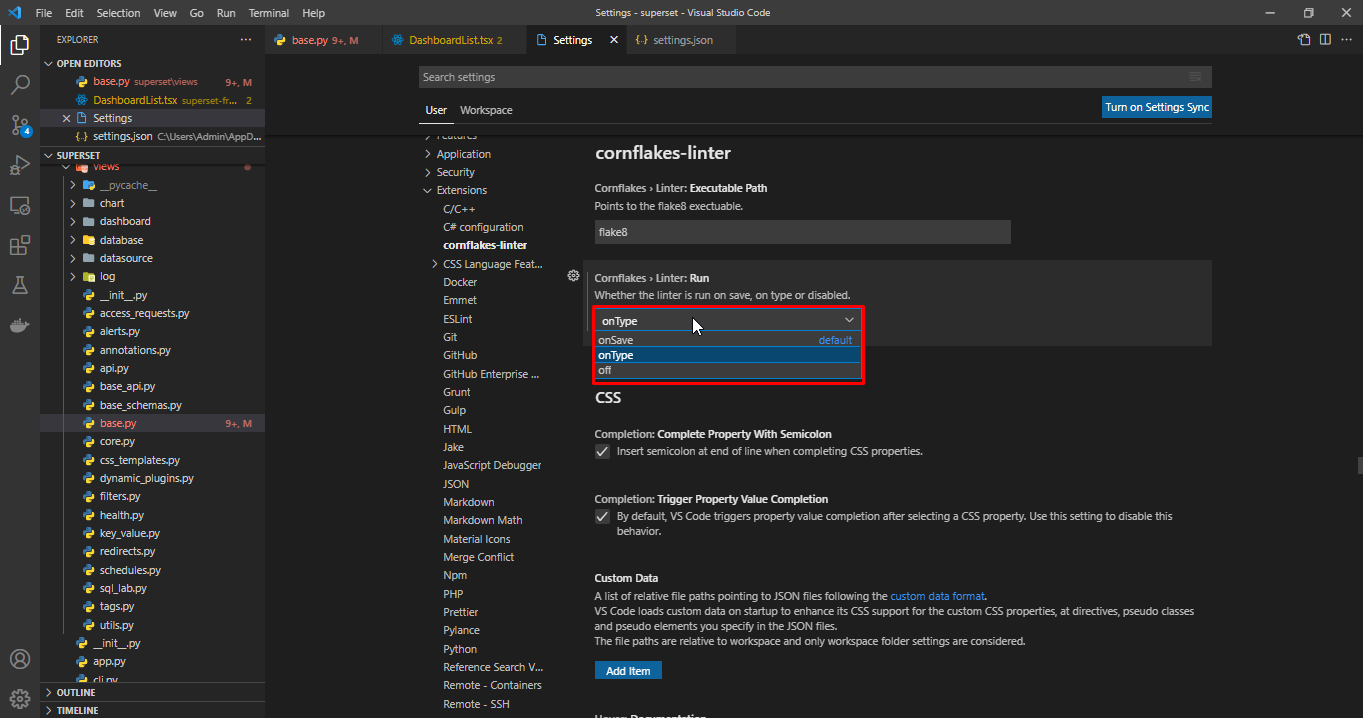 File Edit Selection View Go Run Terminal Help
Settings - superset - Visual Studio Code
EXPLORER
base.py 9+, M
DashboardList.tsx 2
Settings
settings.json
OPEN EDITORS
base.py superset\views 9+, M
DashboardList.tsx superset-fr... 2
Settings
settings.json C:\Users\Admin\AppD...
SUPERSET
views
__pycache__
chart
dashboard
database
datasource
log
__init__.py
access_requests.py
alerts.py
annotations.py
api.py
base_api.py
base_schemas.py
base.py 9+, M
core.py
css_templates.py
dynamic_plugins.py
filters.py
health.py
key_value.py
redirects.py
schedules.py
sql_lab.py
tags.py
utils.py
__init__.py
app.py
cli.py
OUTLINE
TIMELINE
4
Search settings
User Workspace
Turn on Settings Sync
Features
Application
Security
Extensions
C/C++
C# configuration
cornflakes-linter
CSS Language Feat...
Docker
Emmet
ESLint
Git
GitHub
GitHub Enterprise ...
Grunt
Gulp
HTML
Jake
JavaScript Debugger
JSON
Markdown
Markdown Math
Material Icons
Merge Conflict
Npm
PHP
Prettier
Pylance
Python
Reference Search V...
Remote - Containers
Remote - SSH
cornflakes-linter
Cornflakes › Linter: Executable Path
Points to the flake8 exectuable.
flake8
Cornflakes › Linter: Run
Whether the linter is run on save, on type or disabled.
onType
onSave default
onType
off
CSS
Completion: Complete Property With Semicolon
Insert semicolon at end of line when completing CSS properties.
Completion: Trigger Property Value Completion
By default, VS Code triggers property value completion after selecting a CSS property. Use this setting to disable this
behavior.
Custom Data
A list of relative file paths pointing to JSON files following the custom data format.
VS Code loads custom data on startup to enhance its CSS support for the custom CSS properties, at directives, pseudo classes
and pseudo elements you specify in the JSON files.
The file paths are relative to workspace and only workspace folder settings are considered.
Add Item
Hover: Documentation